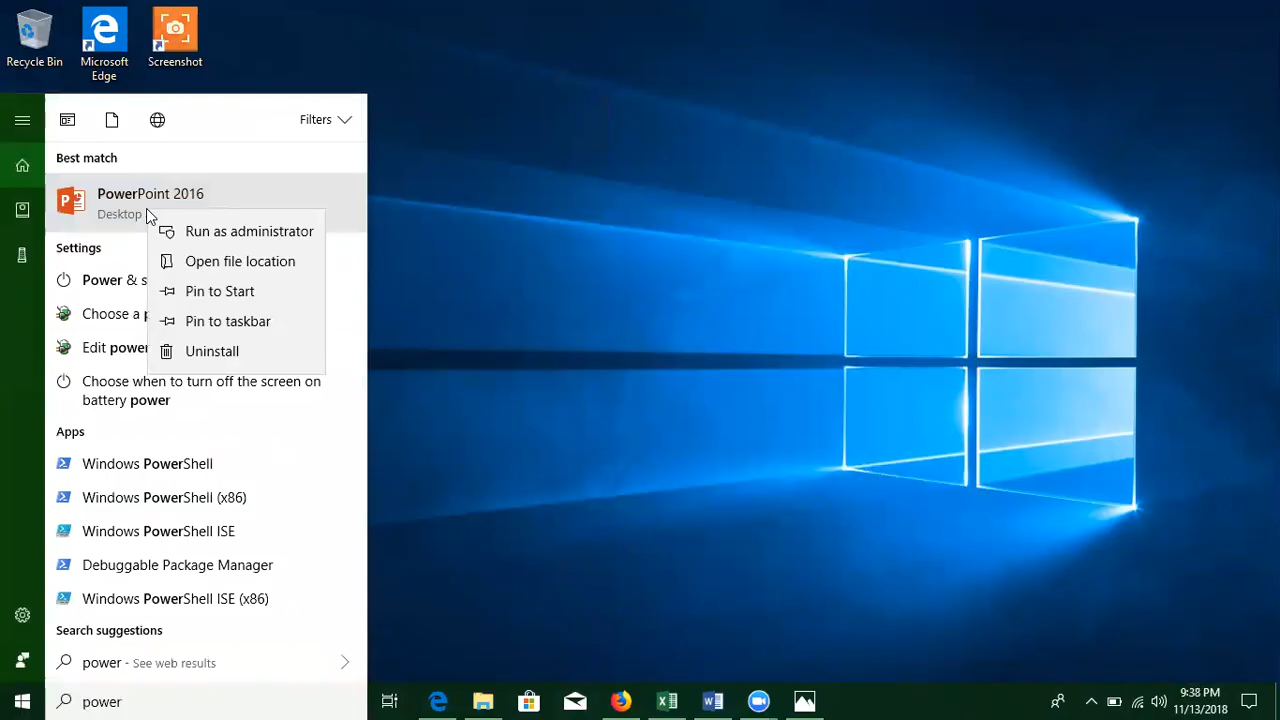 Recycle Bin
Microsoft
Edge
Screenshot
Filters
Best match
PowerPoint 2016
Desktop
Run as administrator
Settings
Open file location
Power & s
Pin to Start
Choose a p
Pin to taskbar
Edit power
Uninstall
Choose when to turn off the screen on
battery power
Apps
Windows PowerShell
Windows PowerShell (x86)
Windows PowerShell ISE
Debuggable Package Manager
Windows PowerShell ISE (x86)
Search suggestions
power - See web results
power
9:38 PM
11/13/2018